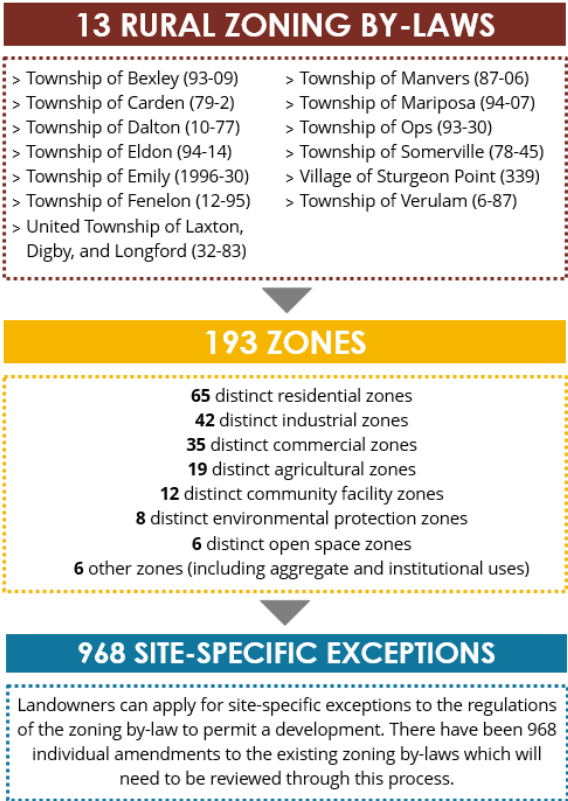 13 RURAL ZONING BY-LAWS
> Township of Bexley (93-09)
> Township of Carden (79-2)
> Township of Dalton (10-77)
> Township of Eldon (94-14)
> Township of Emily (1996-30)
> Township of Fenelon (12-95)
> United Township of Laxton,
Digby, and Longford (32-83)
> Township of Manvers (87-06)
> Township of Mariposa (94-07)
> Township of Ops (93-30)
> Township of Somerville (78-45)
> Village of Sturgeon Point (339)
> Township of Verulam (6-87)
193 ZONES
65 distinct residential zones
42 distinct industrial zones
35 distinct commercial zones
19 distinct agricultural zones
12 distinct community facility zones
8 distinct environmental protection zones
6 distinct open space zones
6 other zones (including aggregate and institutional uses)
968 SITE-SPECIFIC EXCEPTIONS
Landowners can apply for site-specific exceptions to the regulations
of the zoning by-law to permit a development. There have been 968
individual amendments to the existing zoning by-laws which will
need to be reviewed through this process.